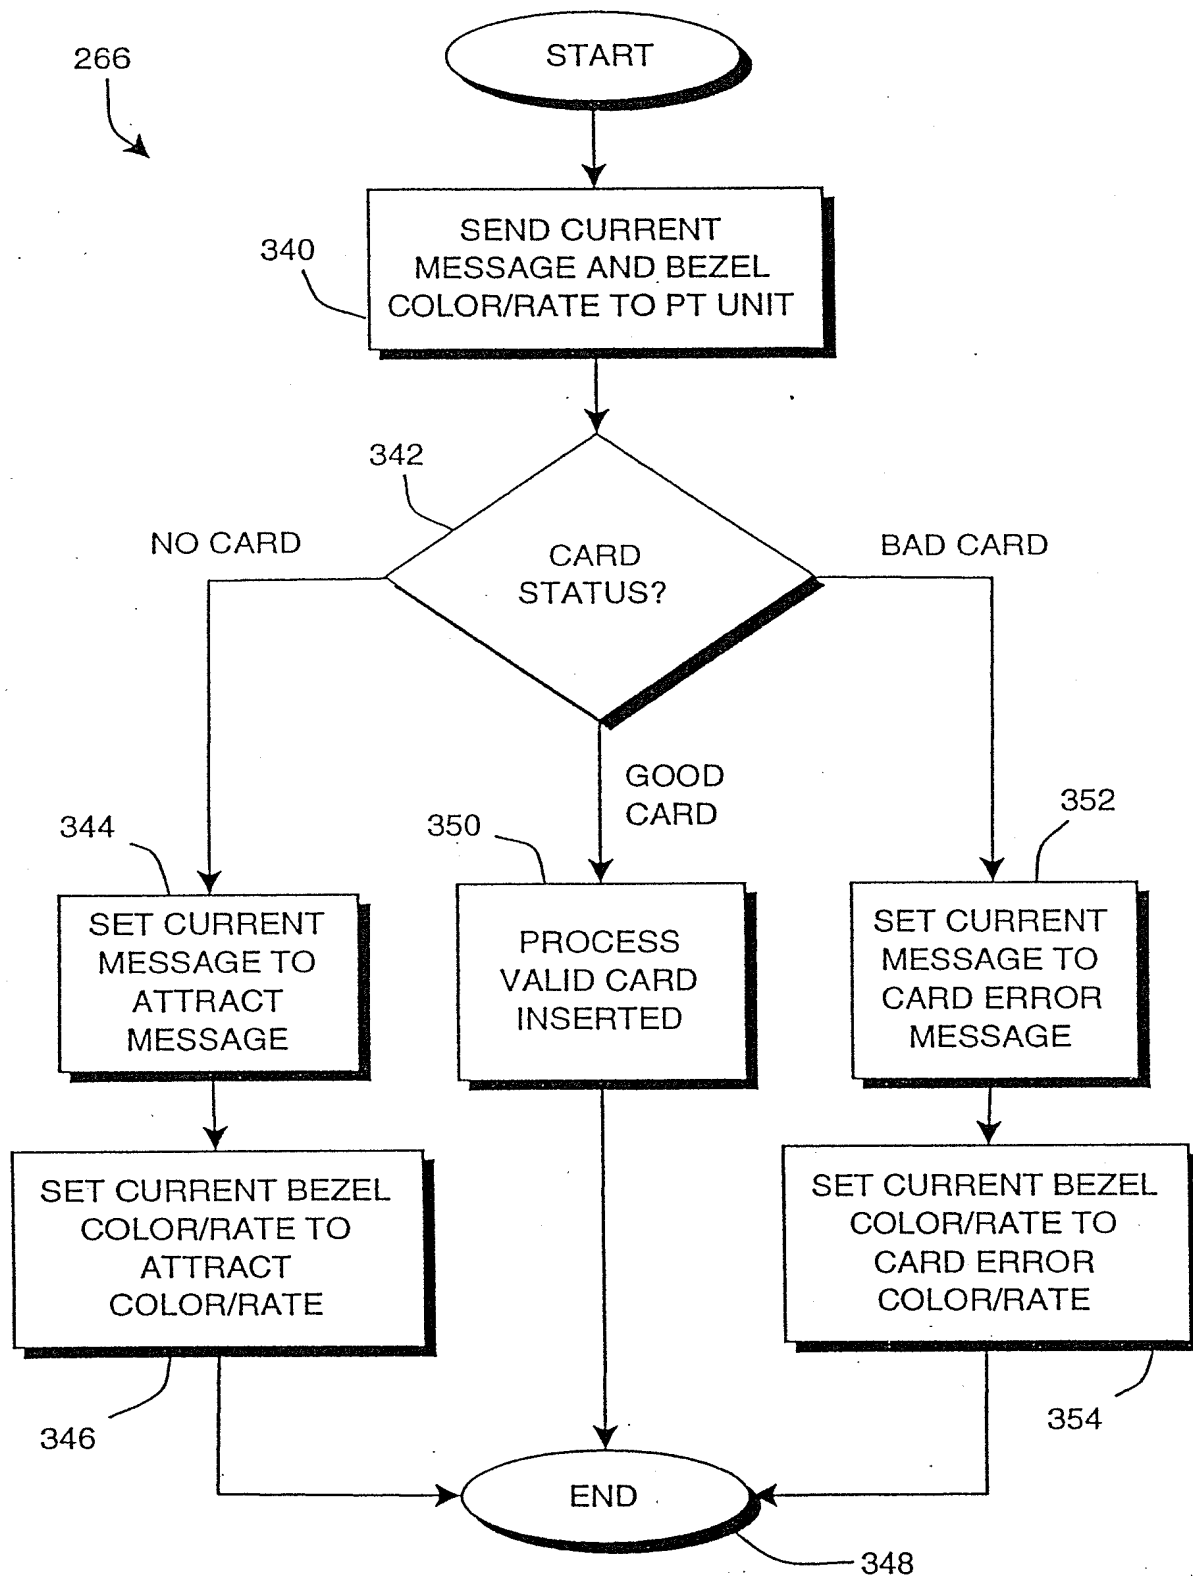 266
START
340
SEND CURRENT
MESSAGE AND BEZEL
COLOR/RATE TO PT UNIT
342
NO CARD
CARD
STATUS?
BAD CARD
GOOD
CARD
344
350
352
SET CURRENT
MESSAGE TO
ATTRACT
MESSAGE
PROCESS
VALID CARD
INSERTED
SET CURRENT
MESSAGE TO
CARD ERROR
MESSAGE
SET CURRENT BEZEL
COLOR/RATE TO
ATTRACT
COLOR/RATE
SET CURRENT BEZEL
COLOR/RATE TO
CARD ERROR
COLOR/RATE
346
354
END
348